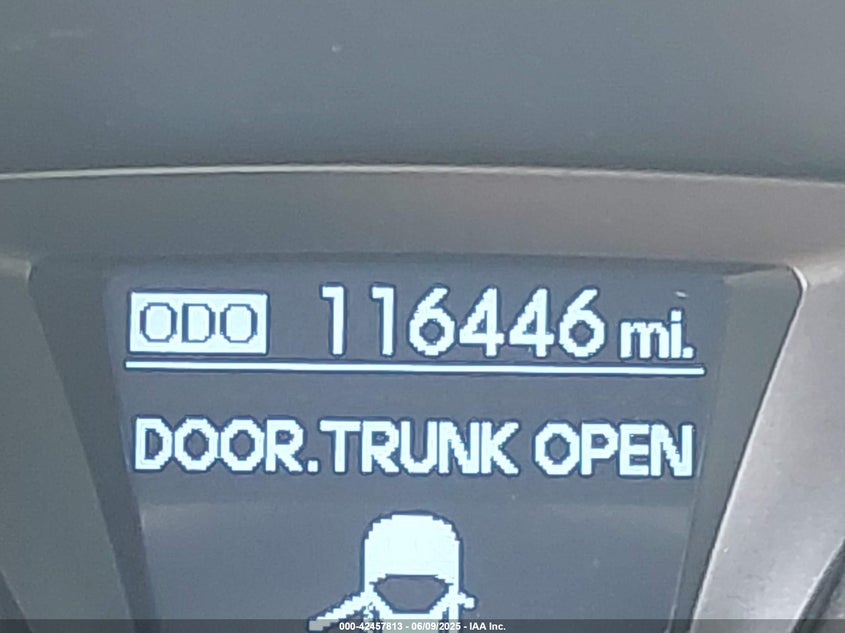 ODO 116446 mi.
DOOR.TRUNK OPEN
000-42457813 - 06/09/2025 - IAA Inc.